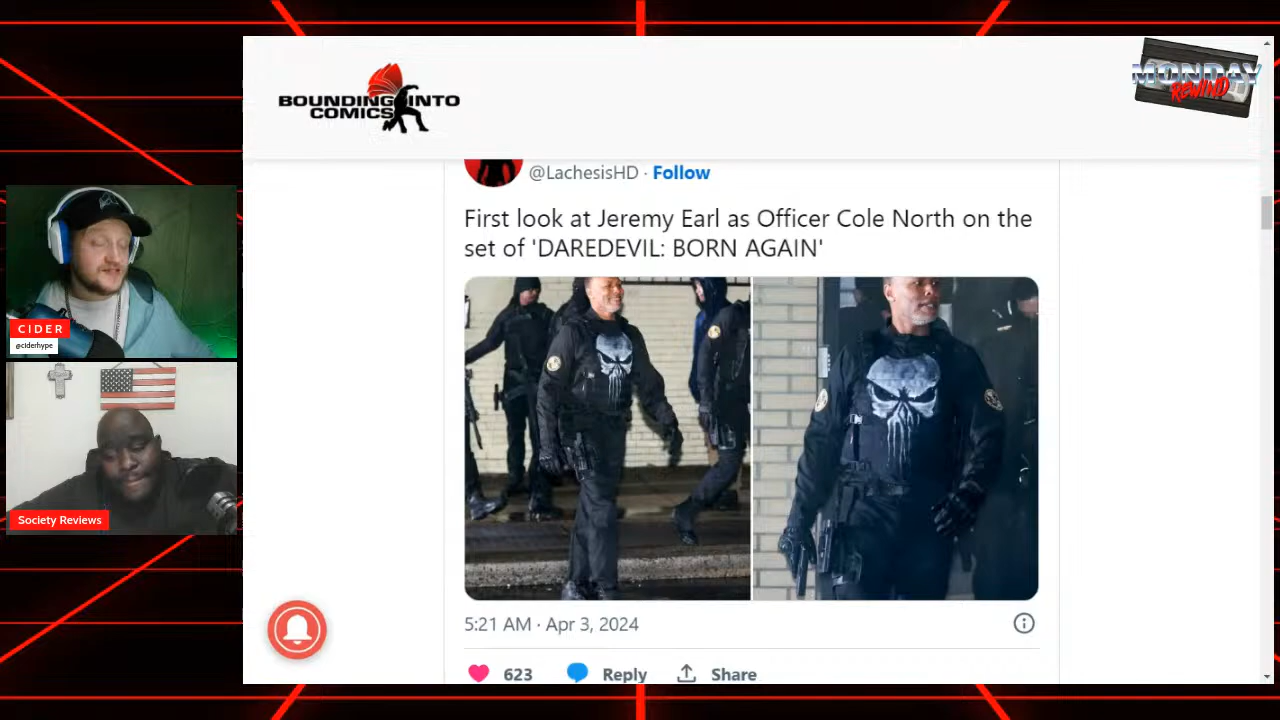 BOUNDING INTO
COMICS
MONDAY
REWIND
@LachesisHD · Follow
First look at Jeremy Earl as Officer Cole North on the
set of 'DAREDEVIL: BORN AGAIN'
5:21 AM · Apr 3, 2024
623 Reply Share
CIDER
@ciderhype
Society Reviews